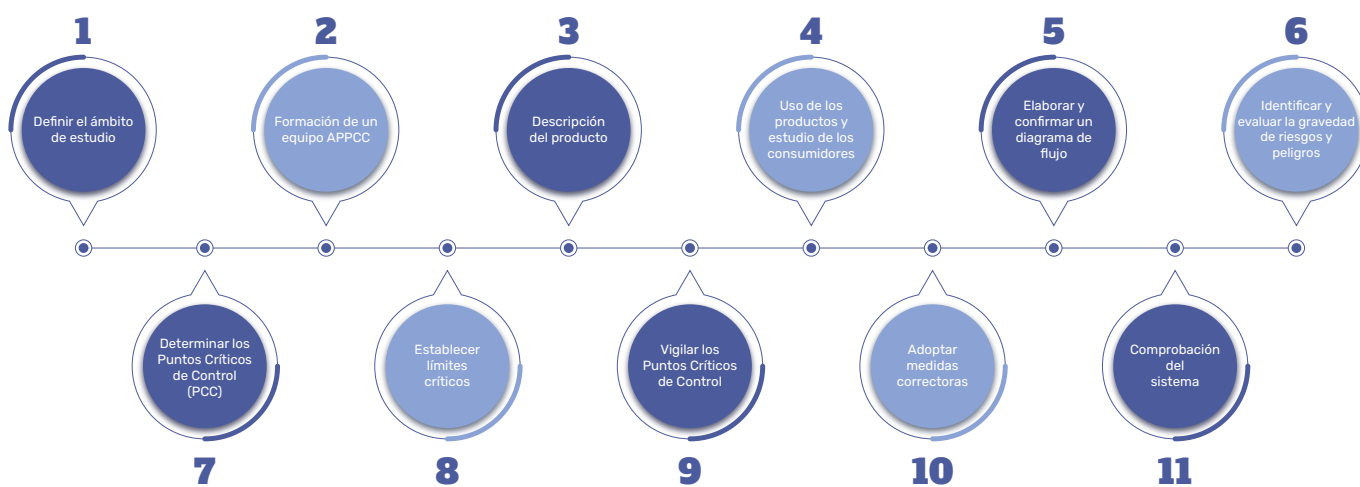 1
Definir el ámbito
de estudio
2
Formación de un
equipo APPCC
3
Descripción
del producto
4
Uso de los
productos y
estudio de los
consumidores
5
Elaborar y
confirmar un
diagrama de
flujo
6
Identificar y
evaluar la gravedad
de riesgos y
peligros
Determinar los
Puntos Críticos
de Control
(PCC)
7
Establecer
límites
críticos
8
Vigilar los
Puntos Críticos
de Control
9
Adoptar
medidas
correctoras
10
Comprobación
del
sistema
11